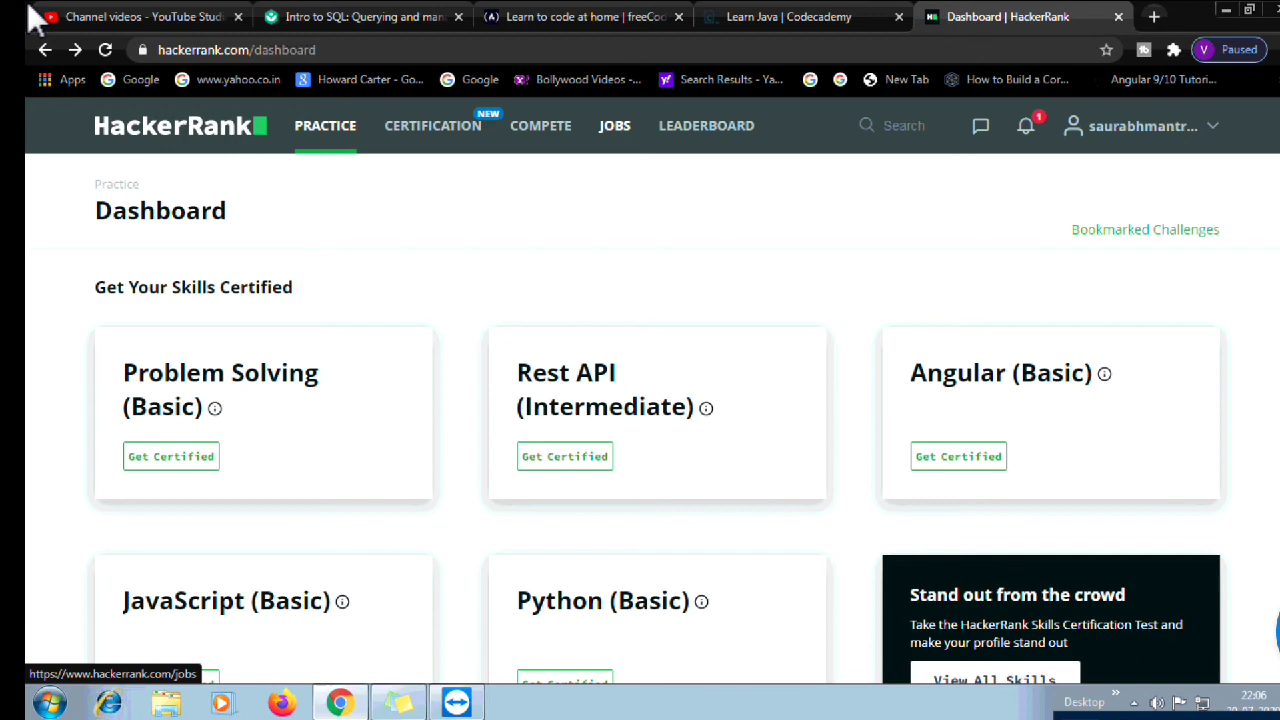 Channel videos - YouTube Studi
Intro to SQL: Querying and man
Learn to code at home | freeCod
Learn Java | Codecademy
Dashboard | HackerRank
hackerrank.com/dashboard
V Paused
Apps
Google
www.yahoo.co.in
Howard Carter - Go...
Google
Bollywood Videos -...
Search Results - Ya...
New Tab
How to Build a Cor...
Angular 9/10 Tutori...
HackerRank
PRACTICE
CERTIFICATION
NEW
COMPETE
JOBS
LEADERBOARD
Search
1
saurabhmantr...
Practice
Dashboard
Bookmarked Challenges
Get Your Skills Certified
Problem Solving
(Basic)
Get Certified
Rest API
(Intermediate)
Get Certified
Angular (Basic)
Get Certified
JavaScript (Basic)
Python (Basic)
Get Certified
Stand out from the crowd
Take the HackerRank Skills Certification Test and
make your profile stand out
View All Skills
https://www.hackerrank.com/jobs
Desktop
22:06